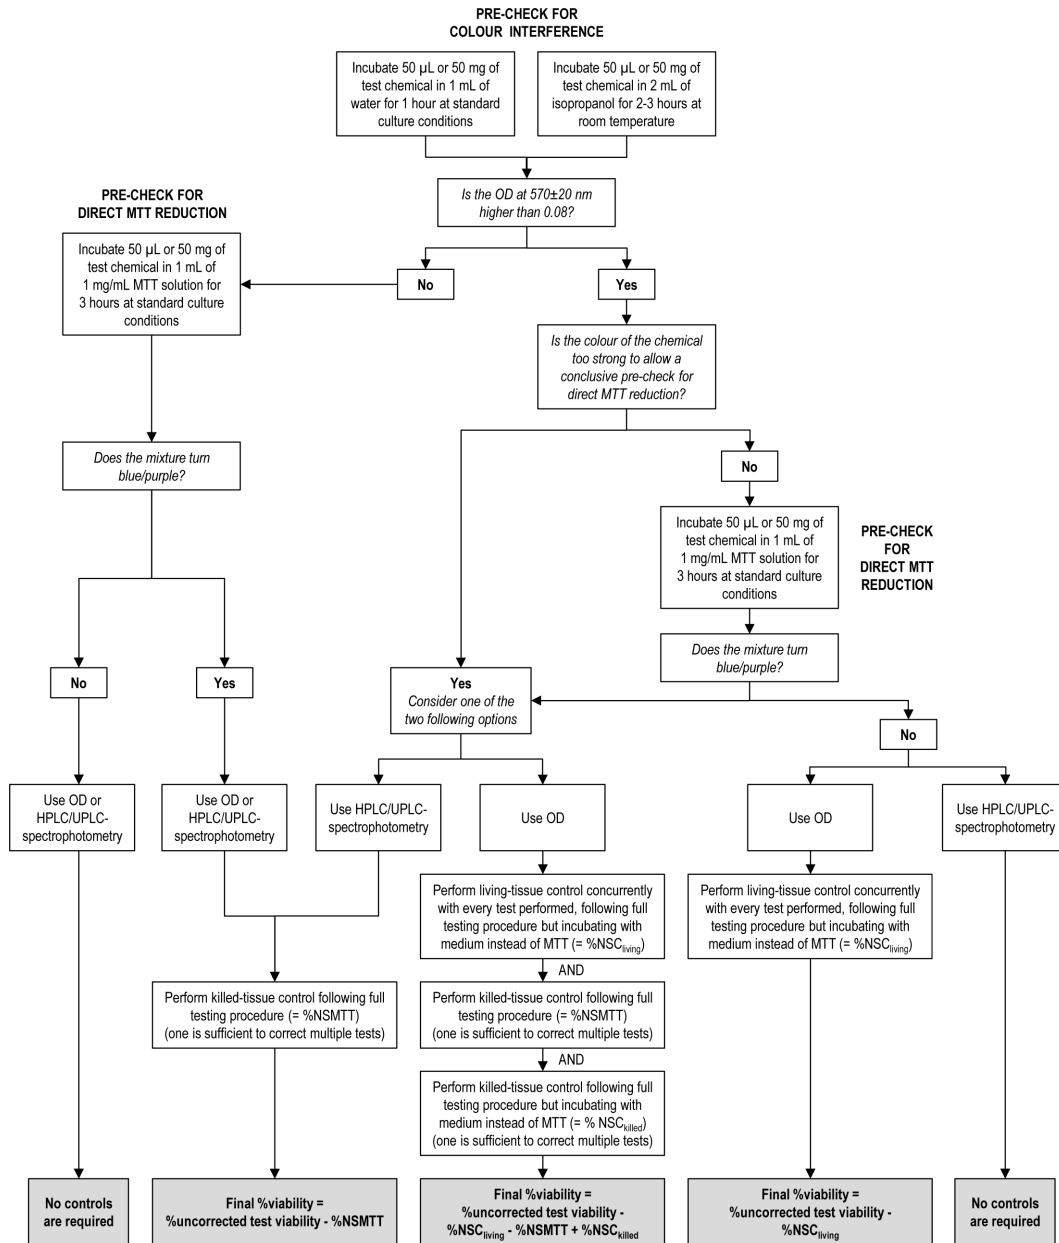 PRE-CHECK FOR
COLOUR INTERFERENCE
Incubate 50 µL or 50 mg of
test chemical in 1 mL of
water for 1 hour at standard
culture conditions
Incubate 50 µL or 50 mg of
test chemical in 2 mL of
isopropanol for 2-3 hours at
room temperature
Is the OD at 570±20 nm
higher than 0.08?
PRE-CHECK FOR
DIRECT MTT REDUCTION
Incubate 50 µL or 50 mg of
test chemical in 1 mL of
1 mg/mL MTT solution for
3 hours at standard culture
conditions
No
Yes
Is the colour of the chemical
too strong to allow a
conclusive pre-check for
direct MTT reduction?
Does the mixture turn
blue/purple?
No
Incubate 50 µL or 50 mg of
test chemical in 1 mL of
1 mg/mL MTT solution for
3 hours at standard culture
conditions
PRE-CHECK
FOR
DIRECT MTT
REDUCTION
Does the mixture turn
blue/purple?
No
Yes
Yes
Consider one of the
two following options
No
Use OD or
HPLC/UPLC-
spectrophotometry
Use OD or
HPLC/UPLC-
spectrophotometry
Use HPLC/UPLC-
spectrophotometry
Use OD
Use OD
Use HPLC/UPLC-
spectrophotometry
Perform living-tissue control concurrently
with every test performed, following full
testing procedure but incubating with
medium instead of MTT (= %NSCliving)
Perform living-tissue control concurrently
with every test performed, following full
testing procedure but incubating with
medium instead of MTT (= %NSCliving)
AND
Perform killed-tissue control following full
testing procedure (= %NSMTT)
(one is sufficient to correct multiple tests)
Perform killed-tissue control following full
testing procedure (= %NSMTT)
(one is sufficient to correct multiple tests)
AND
Perform killed-tissue control following full
testing procedure but incubating with
medium instead of MTT (= % NSCkilled)
(one is sufficient to correct multiple tests)
No controls
are required
Final %viability =
%uncorrected test viability - %NSMTT
Final %viability =
%uncorrected test viability -
%NSCliving - %NSMTT + %NSCkilled
Final %viability =
%uncorrected test viability -
%NSCliving
No controls
are required